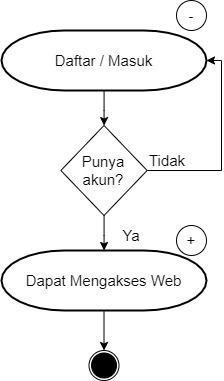 -
Daftar / Masuk
Punya
akun?
Tidak
Ya
+
Dapat Mengakses Web